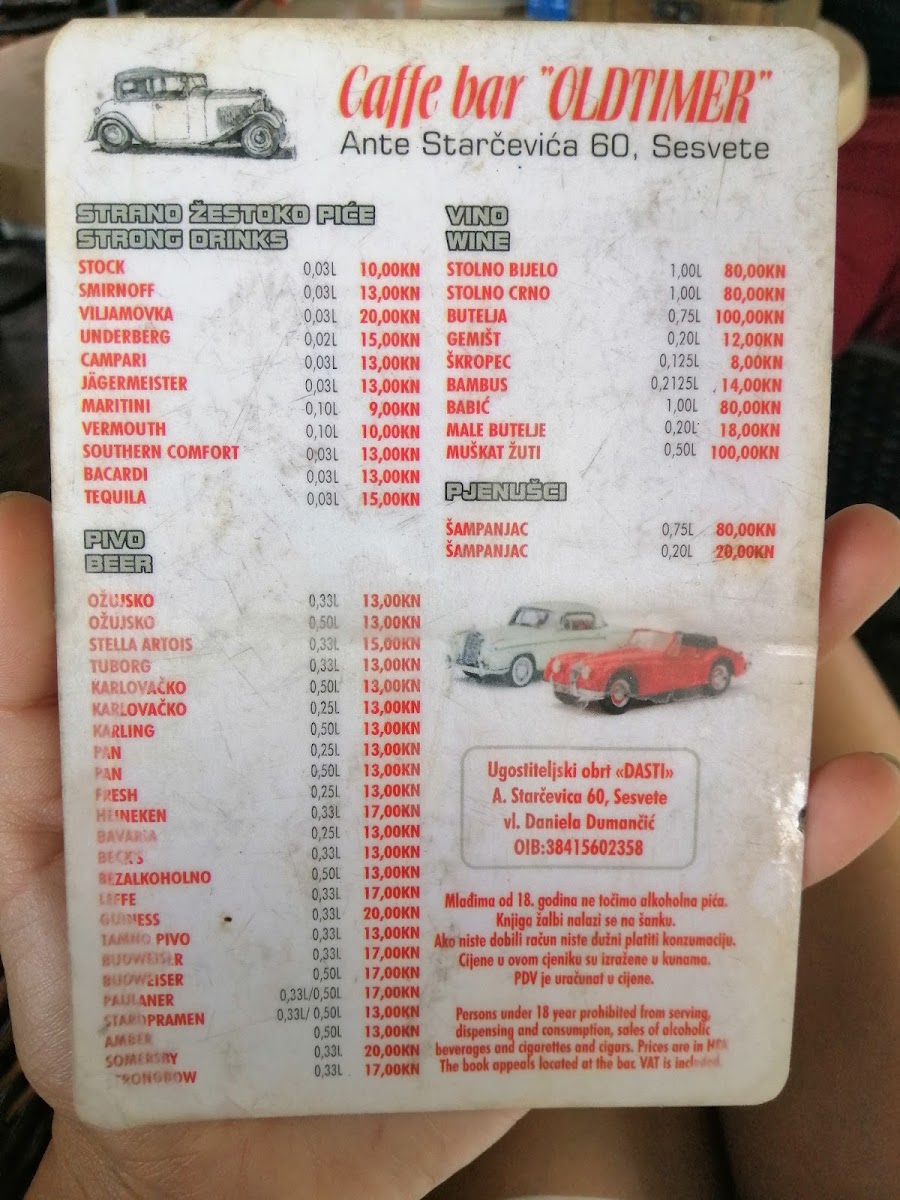 Caffe bar "OLDTIMER"
Ante Starčevića 60, Sesvete
STRANO ŽESTOKO PIĆE
STRONG DRINKS
STOCK 0,03L 10,00KN
SMIRNOFF 0,03L 13,00KN
VILJAMOVKA 0,03L 20,00KN
UNDERBERG 0,02L 15,00KN
CAMPARI 0,03L 13,00KN
JÄGERMEISTER 0,03L 13,00KN
MARITINI 0,10L 9,00KN
VERMOUTH 0,10L 10,00KN
SOUTHERN COMFORT 0,03L 13,00KN
BACARDI 0,03L 13,00KN
TEQUILA 0,03L 15,00KN
PIVO
BEER
OŽUJSKO 0,33L 13,00KN
OŽUJSKO 0,50L 13,00KN
STELLA ARTOIS 0,33L 15,00KN
TUBORG 0,33L 13,00KN
KARLOVAČKO 0,50L 13,00KN
KARLOVAČKO 0,25L 13,00KN
KARLING 0,50L 13,00KN
PAN 0,25L 13,00KN
PAN 0,50L 13,00KN
FRESH 0,25L 13,00KN
HEINEKEN 0,33L 17,00KN
BAVARIA 0,25L 13,00KN
BECK'S 0,33L 13,00KN
BEZALKOHOLNO 0,50L 13,00KN
LEFFE 0,33L 17,00KN
GUINESS 0,33L 20,00KN
TAMNO PIVO 0,33L 13,00KN
BUDWEISER 0,33L 17,00KN
BUDWEISER 0,50L 17,00KN
PAULANER 0,33L/0,50L 17,00KN
STAROPRAMEN 0,33L/ 0,50L 13,00KN
AMBER 0,50L 13,00KN
SOMERSBY 0,33L 20,00KN
STRONGBOW 0,33L 17,00KN
VINO
WINE
STOLNO BIJELO 1,00L 80,00KN
STOLNO CRNO 1,00L 80,00KN
BUTELJA 0,75L 100,00KN
GEMIŠT 0,20L 12,00KN
ŠKROPEC 0,125L 8,00KN
BAMBUS 0,2125L 14,00KN
BABIĆ 1,00L 80,00KN
MALE BUTELJE 0,20L 18,00KN
MUŠKAT ŽUTI 0,50L 100,00KN
PJENUŠCI
ŠAMPANJAC 0,75L 80,00KN
ŠAMPANJAC 0,20L 20,00KN
Ugostiteljski obrt «DASTI»
A. Starčevica 60, Sesvete
vl. Daniela Dumančić
OIB:38415602358
Mlađima od 18. godina ne točimo alkoholna pića.
Knjiga žalbi nalazi se na šanku.
Ako niste dobili račun niste dužni platiti konzumaciju.
Cijene u ovom cjeniku su izražene u kunama.
PDV je uračunat u cijene.
Persons under 18 year prohibited from serving,
dispensing and consumption, sales of alcoholic
beverages and cigarettes and cigars. Prices are in HRK
The book appeals located at the bar. VAT is included.